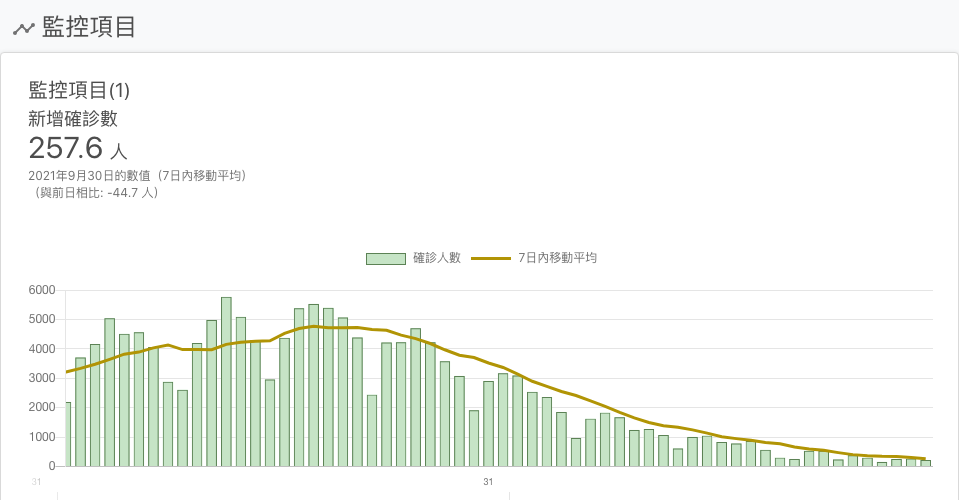 監控項目
監控項目(1)
新增確診數
257.6 人
2021年9月30日的數值（7日內移動平均）
（與前日相比: -44.7 人）
確診人數 7日內移動平均
6000
5000
4000
3000
2000
1000
0
31 31